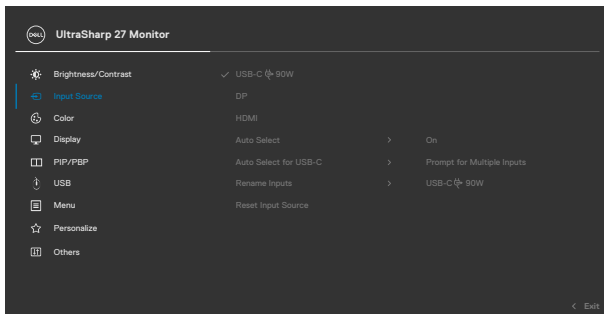 DELL UltraSharp 27 Monitor
Brightness/Contrast USB-C 90W
Input Source DP
Color HDMI
Display Auto Select On
PIP/PBP Auto Select for USB-C Prompt for Multiple Inputs
USB Rename Inputs USB-C 90W
Menu Reset Input Source
Personalize
Others
Exit